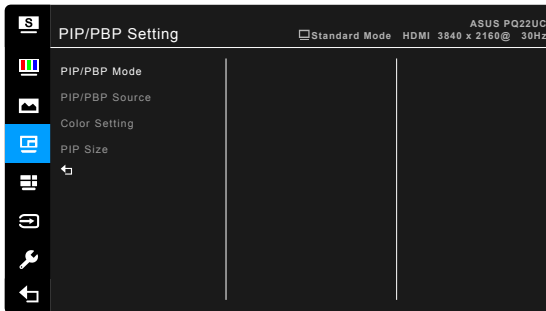 S
ASUS PQ22UC
PIP/PBP Setting
Standard Mode HDMI 3840 x 2160@ 30Hz
PIP/PBP Mode
PIP/PBP Source
Color Setting
PIP Size